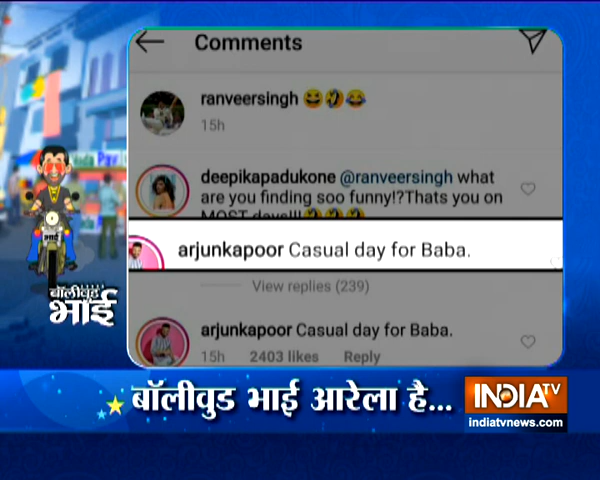 Comments
ranveersingh 😆🤣😂
15h
deepikapadukone @ranveersingh what
are you finding soo funny!?Thats you on
MOST days!!!🤣🤣🤣
arjunkapoor Casual day for Baba.
View replies (239)
arjunkapoor Casual day for Baba.
15h 2403 likes Reply
बॉलीवुड
भाई
बॉलीवुड भाई आरेला है...
INDIA TV
indiatvnews.com